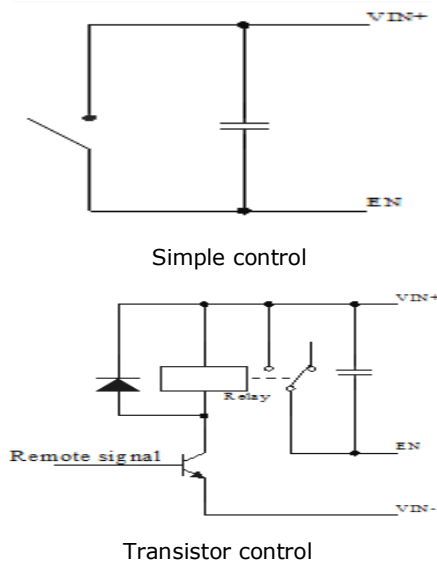 VIN+
EN
Simple control
VIN+
Relay
EN
Remote signal
VIN-
Transistor control